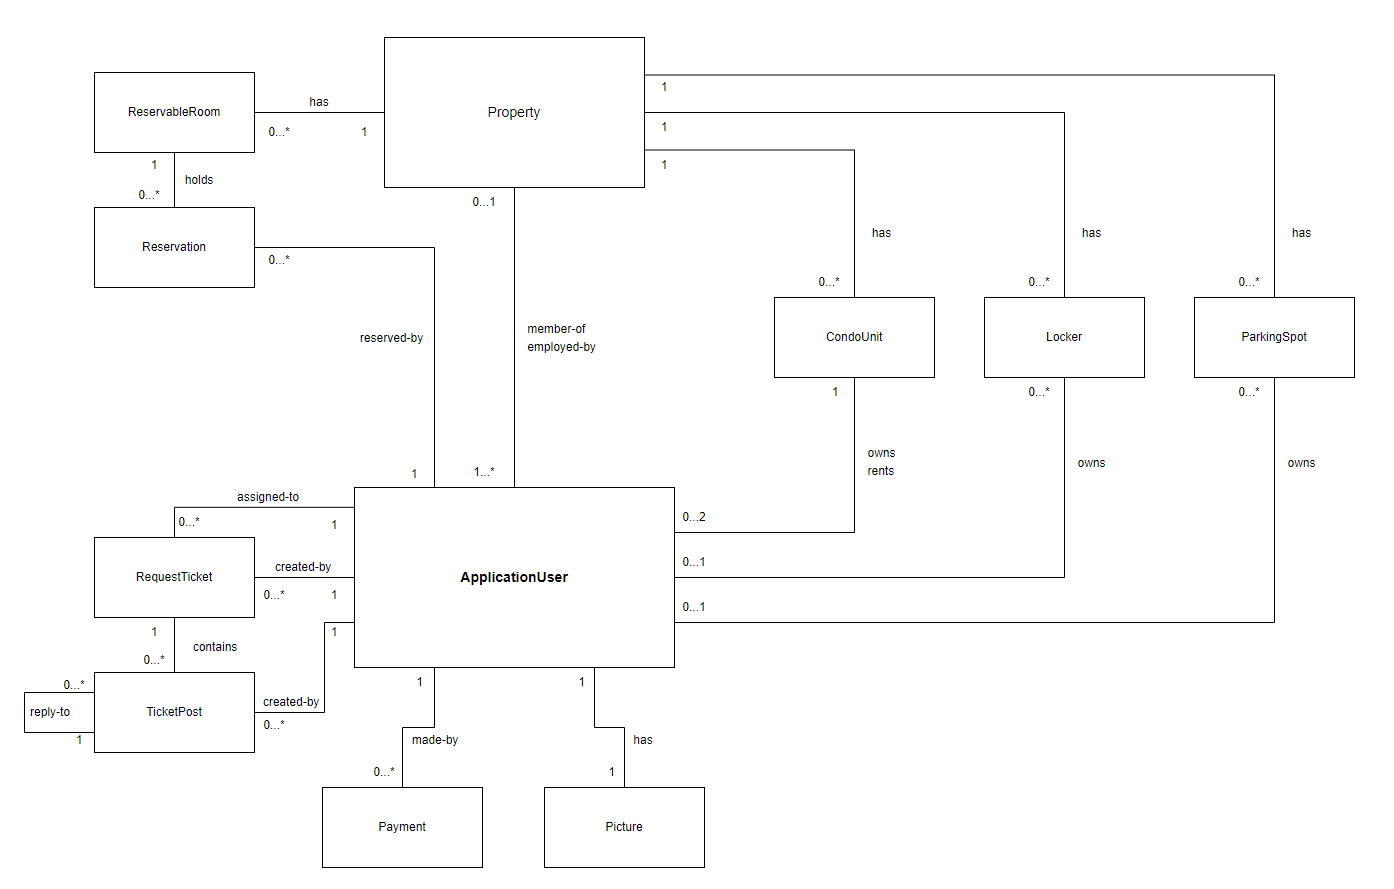 Property
ReservableRoom
has
0...*
1
1
1
1
1
holds
0...*
0...1
Reservation
0...*
has
has
has
0...*
0...*
0...*
reserved-by
member-of
employed-by
CondoUnit
Locker
ParkingSpot
1
0...*
0...*
owns
rents
owns
owns
1
1...*
assigned-to
0...*
1
0...2
RequestTicket
created-by
0...*
1
ApplicationUser
0...1
0...1
1
contains
0...*
1
0...*
reply-to
1
TicketPost
created-by
0...*
1
1
made-by
has
0...*
1
Payment
Picture